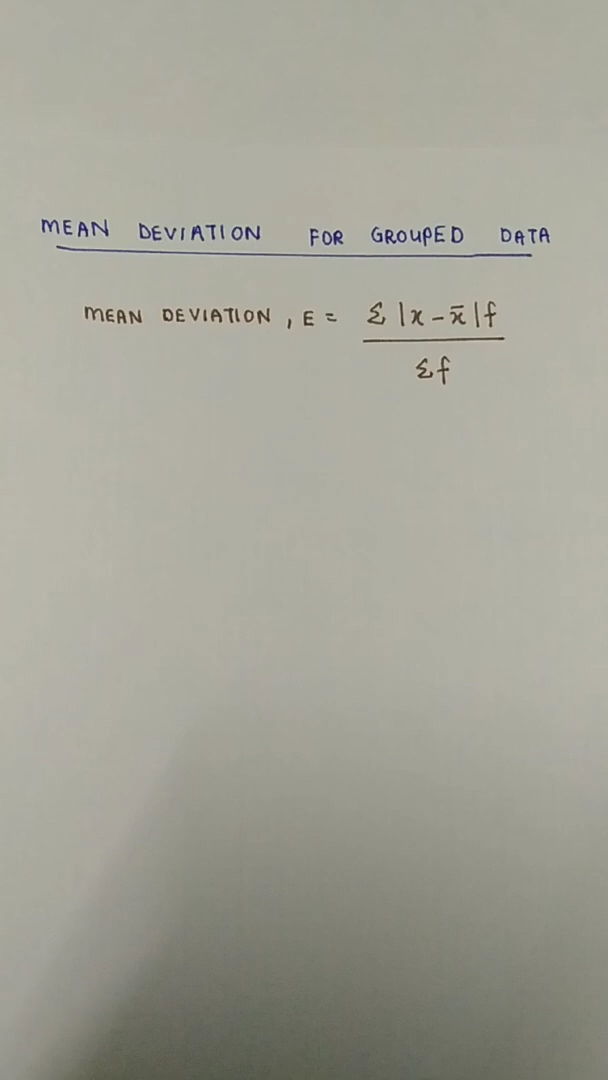 MEAN DEVIATION FOR GROUPED DATA
MEAN DEVIATION, E = Σ |x - x̄| f
Σf